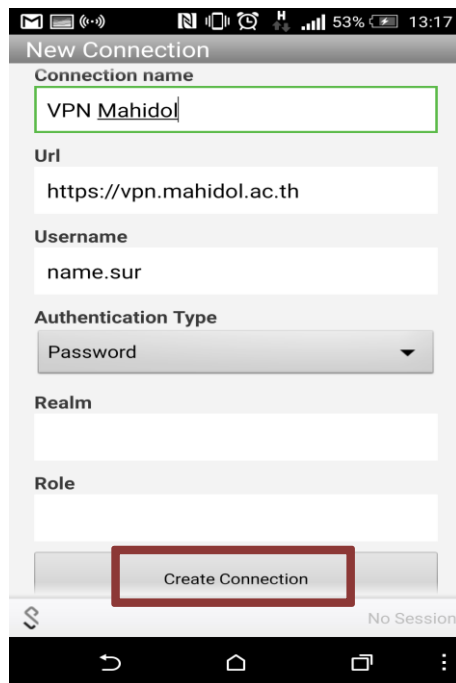 H 53% 13:17
New Connection
Connection name
VPN Mahidol
Url
https://vpn.mahidol.ac.th
Username
name.sur
Authentication Type
Password
Realm
Role
Create Connection
No Session